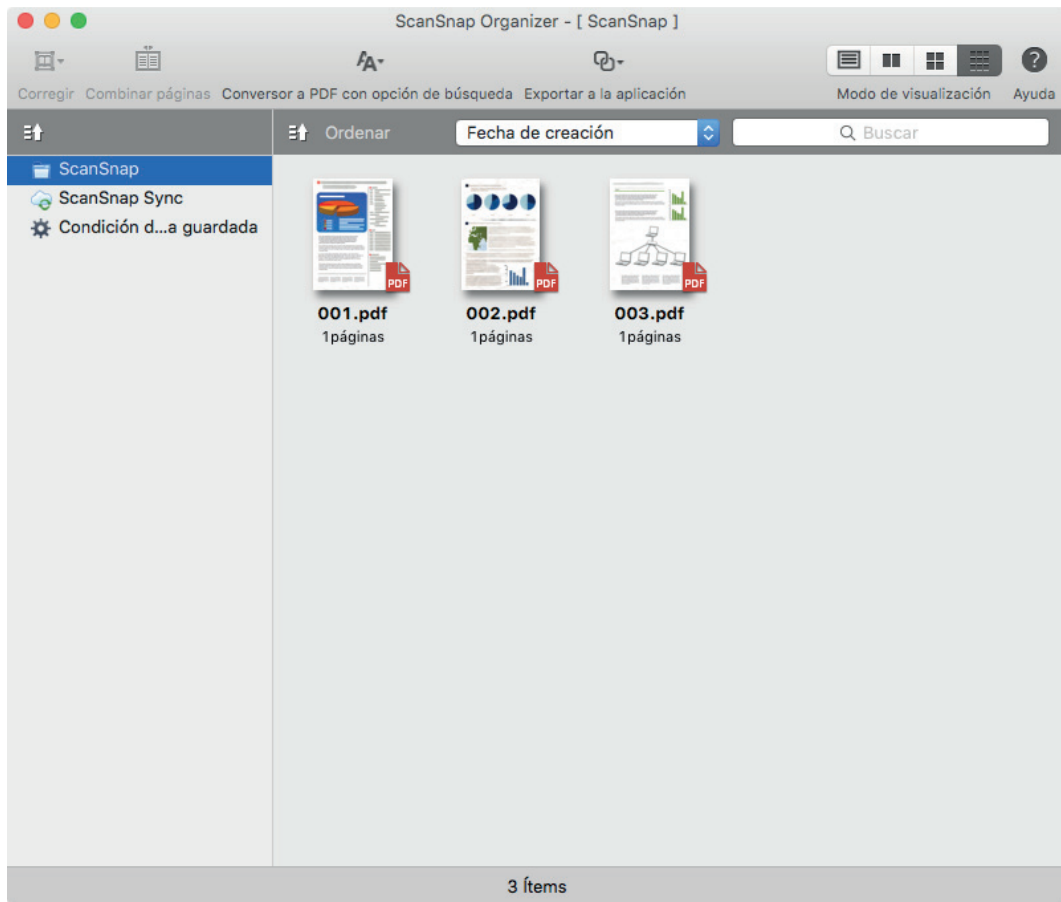 ScanSnap Organizer - [ ScanSnap ]
Corregir Combinar páginas Conversor a PDF con opción de búsqueda Exportar a la aplicación Modo de visualización Ayuda
Ordenar Fecha de creación Buscar
ScanSnap
ScanSnap Sync
Condición d...a guardada
PDF PDF PDF
001.pdf 002.pdf 003.pdf
1páginas 1páginas 1páginas
3 Ítems